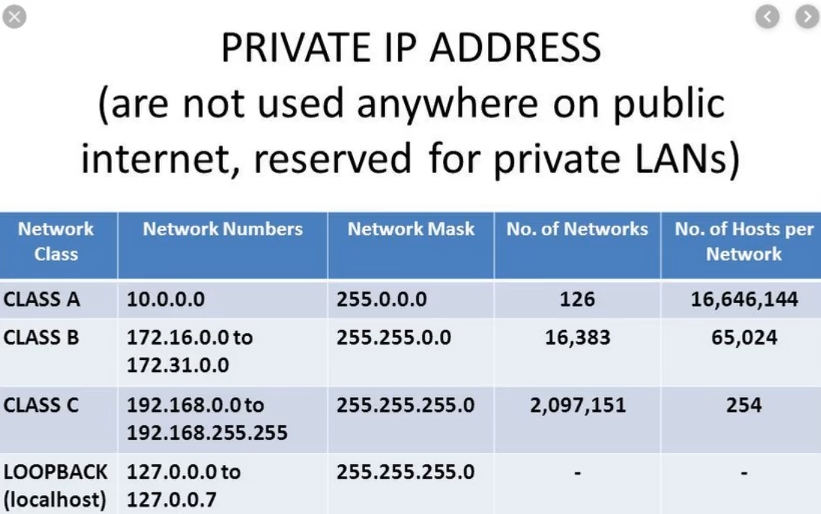 PRIVATE IP ADDRESS
(are not used anywhere on public
internet, reserved for private LANs)
Network Class Network Numbers Network Mask No. of Networks No. of Hosts per Network
CLASS A 10.0.0.0 255.0.0.0 126 16,646,144
CLASS B 172.16.0.0 to 172.31.0.0 255.255.0.0 16,383 65,024
CLASS C 192.168.0.0 to 192.168.255.255 255.255.255.0 2,097,151 254
LOOPBACK (localhost) 127.0.0.0 to 127.0.0.7 255.255.255.0 - -